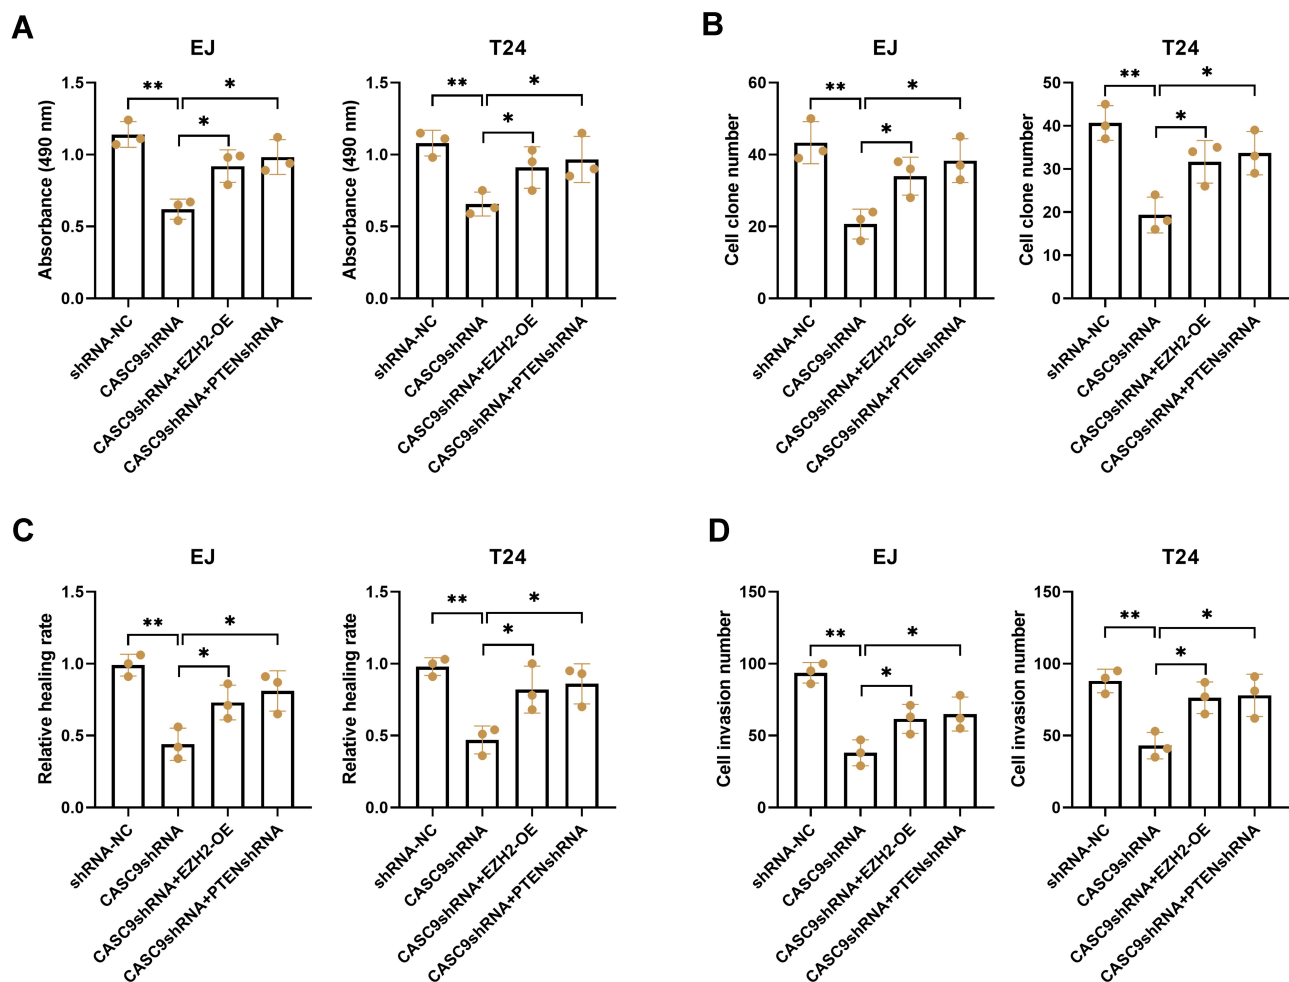 A
EJ
Absorbance (490 nm)
1.5
1.0
0.5
0.0
**
*
*
shRNA-NC
CASC9shRNA
CASC9shRNA+EZH2-OE
CASC9shRNA+PTENshRNA
T24
Absorbance (490 nm)
1.5
1.0
0.5
0.0
**
*
*
shRNA-NC
CASC9shRNA
CASC9shRNA+EZH2-OE
CASC9shRNA+PTENshRNA
B
EJ
Cell clone number
60
40
20
0
**
*
*
shRNA-NC
CASC9shRNA
CASC9shRNA+EZH2-OE
CASC9shRNA+PTENshRNA
T24
Cell clone number
50
40
30
20
10
0
**
*
*
shRNA-NC
CASC9shRNA
CASC9shRNA+EZH2-OE
CASC9shRNA+PTENshRNA
C
EJ
Relative healing rate
1.5
1.0
0.5
0.0
**
*
*
shRNA-NC
CASC9shRNA
CASC9shRNA+EZH2-OE
CASC9shRNA+PTENshRNA
T24
Relative healing rate
1.5
1.0
0.5
0.0
**
*
*
shRNA-NC
CASC9shRNA
CASC9shRNA+EZH2-OE
CASC9shRNA+PTENshRNA
D
EJ
Cell invasion number
150
100
50
0
**
*
*
shRNA-NC
CASC9shRNA
CASC9shRNA+EZH2-OE
CASC9shRNA+PTENshRNA
T24
Cell invasion number
150
100
50
0
**
*
*
shRNA-NC
CASC9shRNA
CASC9shRNA+EZH2-OE
CASC9shRNA+PTENshRNA